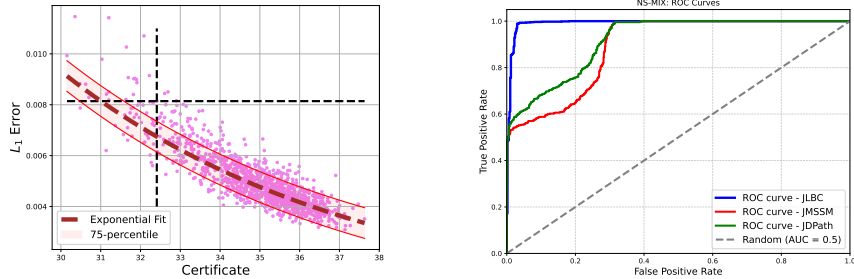 0.010
0.008
0.006
0.004
L₁ Error
Exponential Fit
75-percentile
30 31 32 33 34 35 36 37 38
Certificate
NS-MIX: ROC Curves
1.0
0.8
0.6
0.4
0.2
0.0
True Positive Rate
ROC curve - JLBC
ROC curve - JMSSM
ROC curve - JDPath
Random (AUC = 0.5)
0.0 0.2 0.4 0.6 0.8 1.0
False Positive Rate